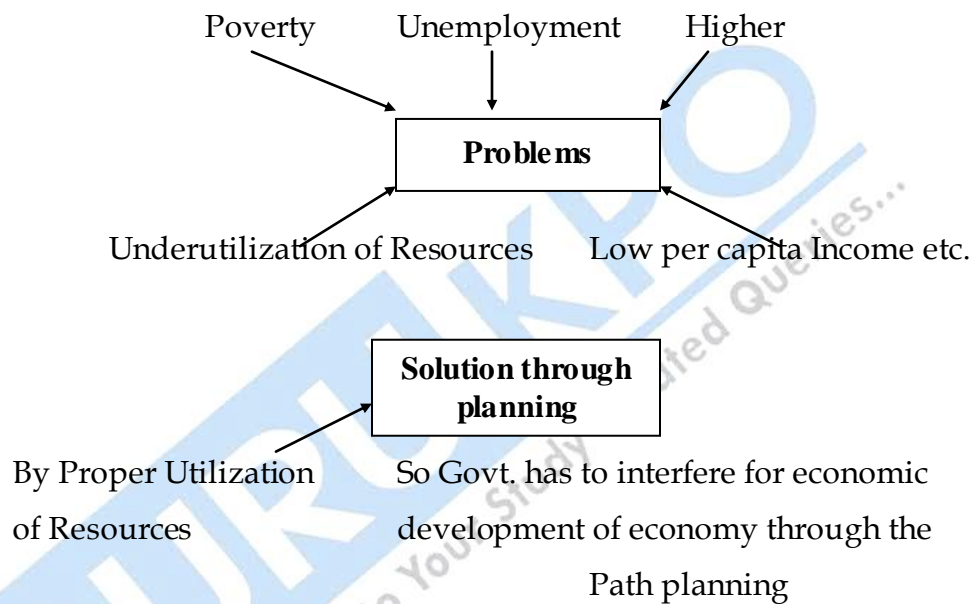 Poverty Unemployment Higher
Problems
Underutilization of Resources Low per capita Income etc.
Solution through
planning
By Proper Utilization So Govt. has to interfere for economic
of Resources development of economy through the
Path planning